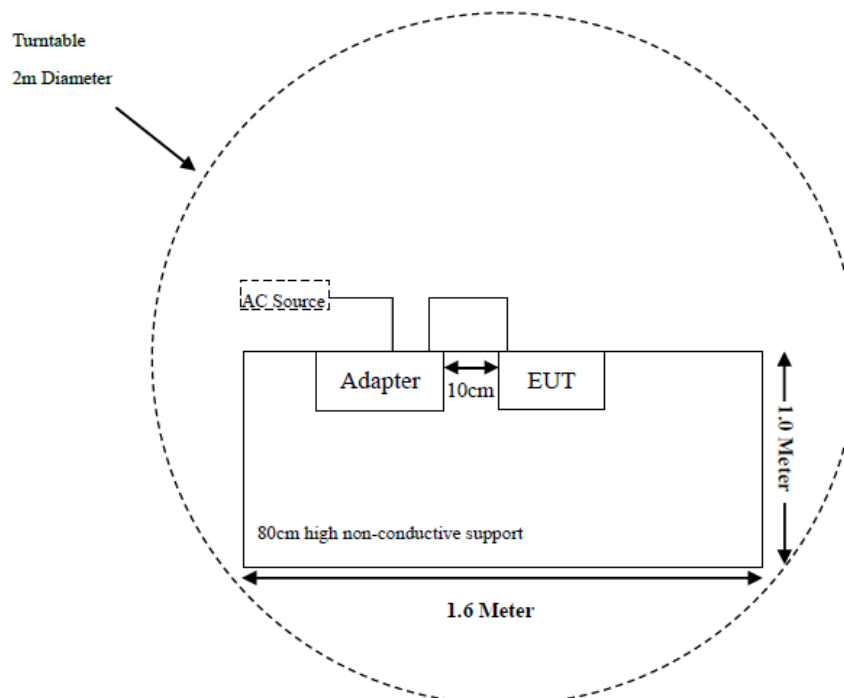 Turntable
2m Diameter
AC Source
Adapter
10cm
EUT
1.0 Meter
80cm high non-conductive support
1.6 Meter